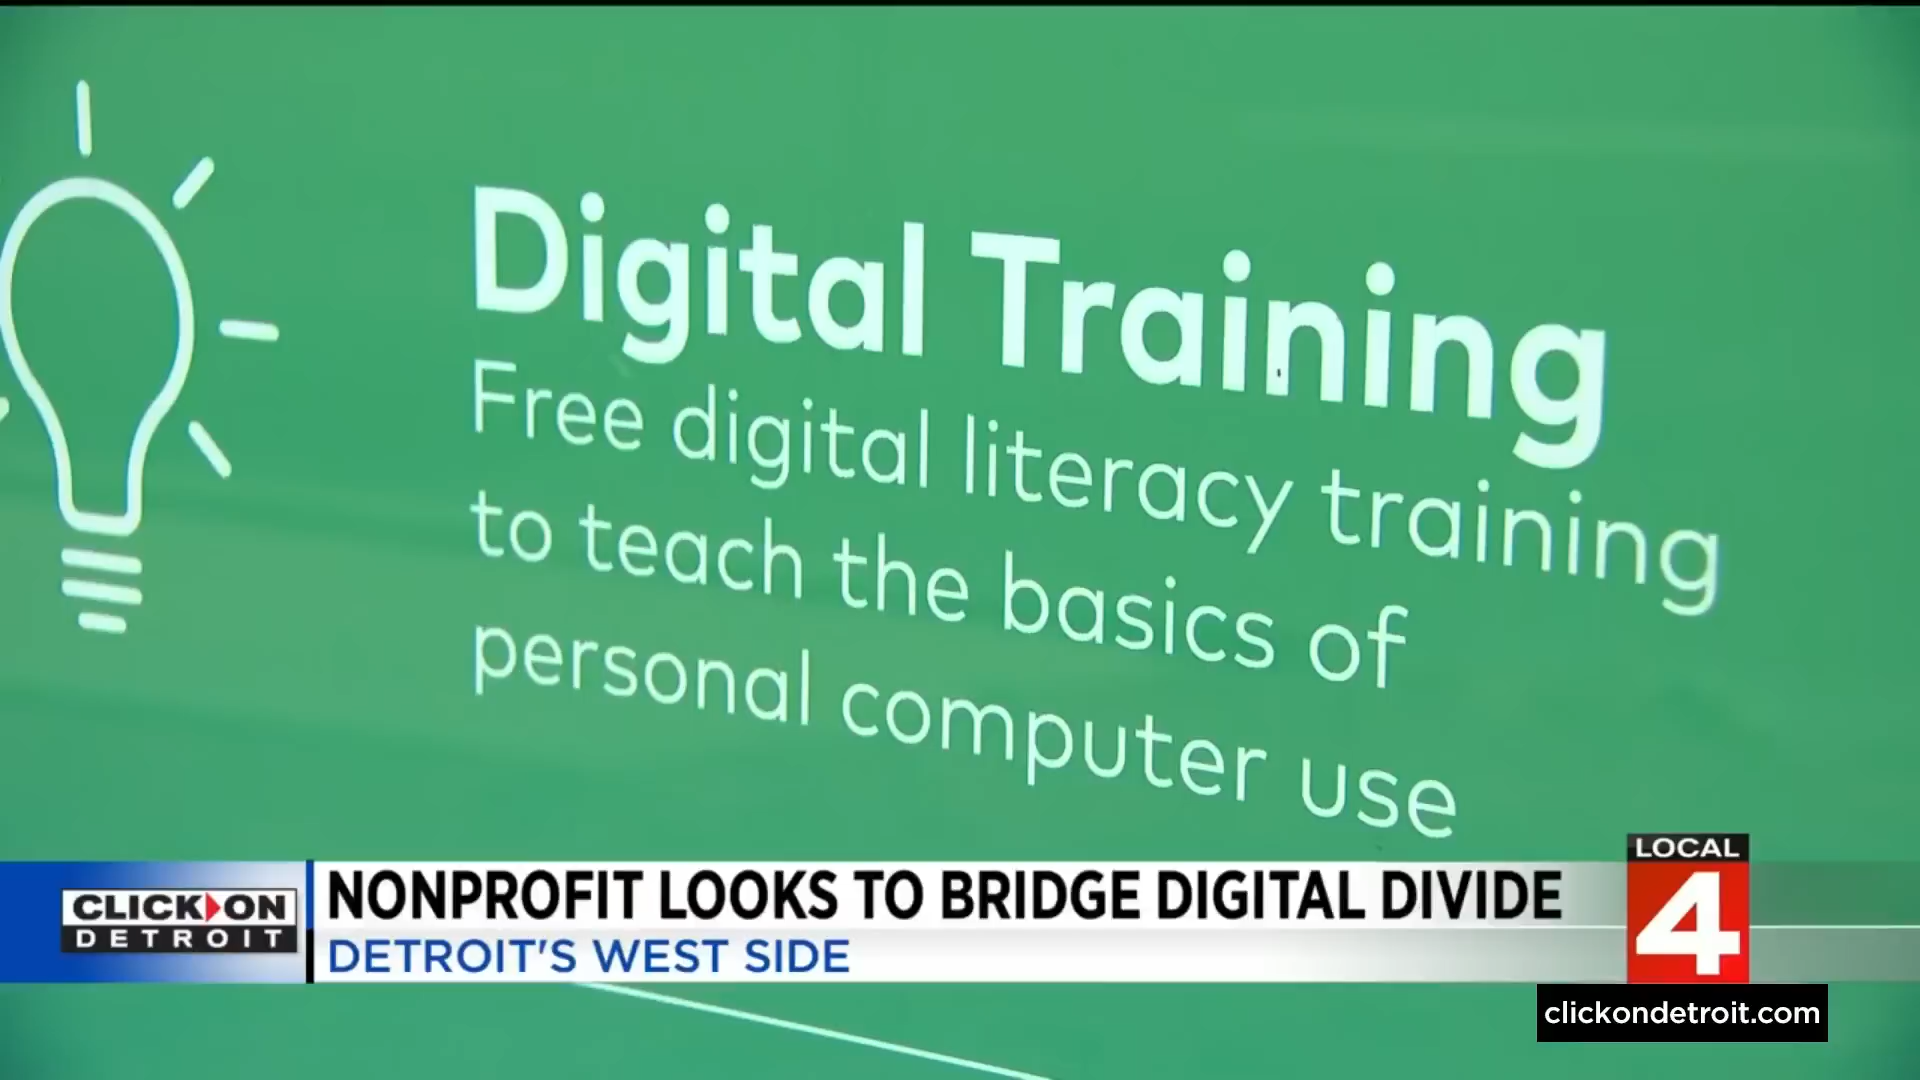 Digital Training
Free digital literacy training
to teach the basics of
personal computer use
CLICK ON
DETROIT
NONPROFIT LOOKS TO BRIDGE DIGITAL DIVIDE
DETROIT'S WEST SIDE
LOCAL
4
clickondetroit.com